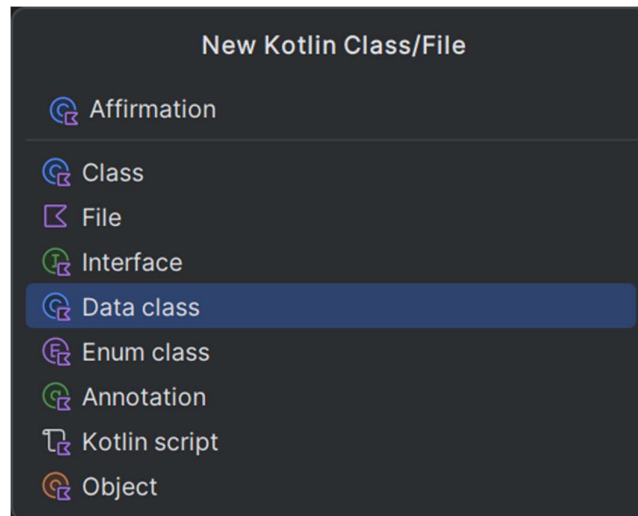 New Kotlin Class/File
Affirmation
Class
File
Interface
Data class
Enum class
Annotation
Kotlin script
Object